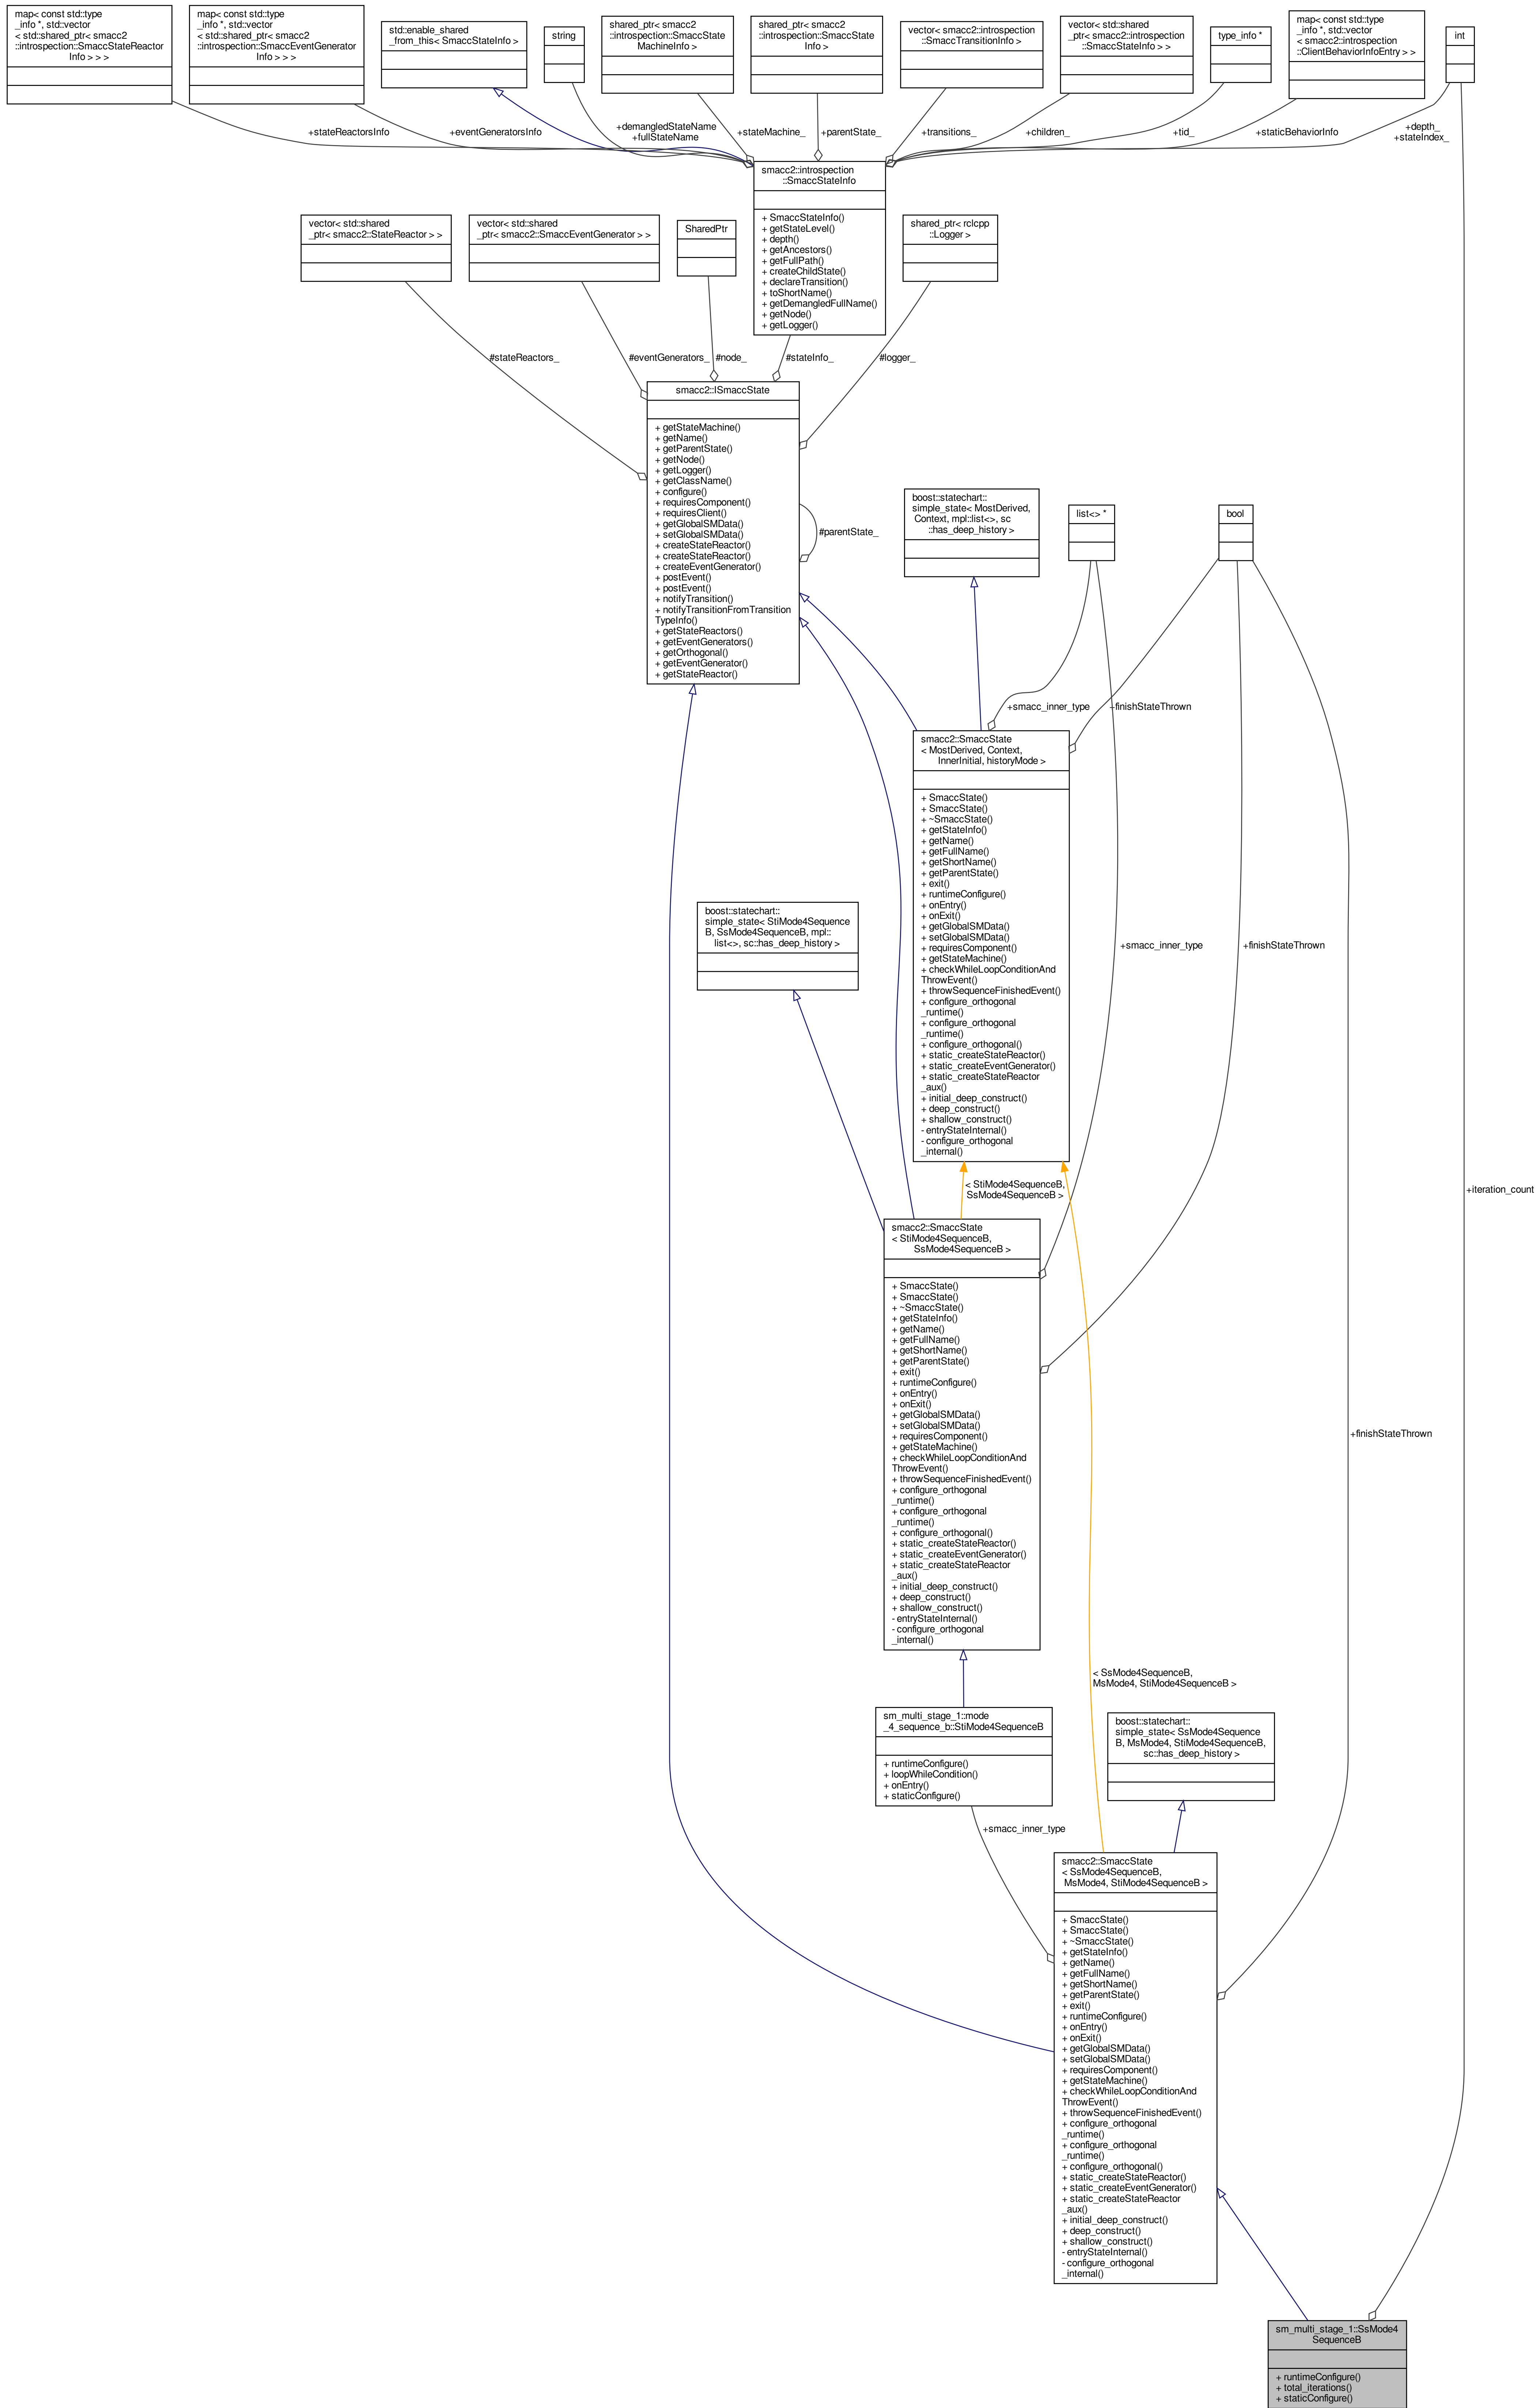 map< const std::type
_info *, std::vector
< std::shared_ptr< smacc2
::introspection::SmaccStateReactor
Info > > >
map< const std::type
_info *, std::vector
< std::shared_ptr< smacc2
::introspection::SmaccEventGenerator
Info > > >
std::enable_shared
_from_this< SmaccStateInfo >
string
shared_ptr< smacc2
::introspection::SmaccState
MachineInfo >
shared_ptr< smacc2
::introspection::SmaccState
Info >
vector< smacc2::introspection
::SmaccTransitionInfo >
vector< std::shared
_ptr< smacc2::introspection
::SmaccStateInfo > >
type_info *
map< const std::type
_info *, std::vector
< smacc2::introspection
::ClientBehaviorInfoEntry > >
int
+stateReactorsInfo
+eventGeneratorsInfo
+demangledStateName
+fullStateName
+stateMachine_
+parentState_
+transitions_
+children_
+tid_
+staticBehaviorInfo
+depth_
+stateIndex_
smacc2::introspection
::SmaccStateInfo
+ SmaccStateInfo()
+ getStateLevel()
+ depth()
+ getAncestors()
+ getFullPath()
+ createChildState()
+ declareTransition()
+ toShortName()
+ getDemangledFullName()
+ getNode()
+ getLogger()
vector< std::shared
_ptr< smacc2::StateReactor > >
vector< std::shared
_ptr< smacc2::SmaccEventGenerator > >
SharedPtr
shared_ptr< rclcpp
::Logger >
#stateReactors_
#eventGenerators_
#node_
#stateInfo_
#logger_
smacc2::ISmaccState
+ getStateMachine()
+ getName()
+ getParentState()
+ getNode()
+ getLogger()
+ getClassName()
+ configure()
+ requiresComponent()
+ requiresClient()
+ getGlobalSMData()
+ setGlobalSMData()
+ createStateReactor()
+ createStateReactor()
+ createEventGenerator()
+ postEvent()
+ postEvent()
+ notifyTransition()
+ notifyTransitionFromTransition
TypeInfo()
+ getStateReactors()
+ getEventGenerators()
+ getOrthogonal()
+ getEventGenerator()
+ getStateReactor()
#parentState_
boost::statechart::
simple_state< MostDerived,
Context, mpl::list<>, sc
::has_deep_history >
list<> *
bool
+smacc_inner_type
+finishStateThrown
smacc2::SmaccState
< MostDerived, Context,
InnerInitial, historyMode >
+ SmaccState()
+ SmaccState()
+ ~SmaccState()
+ getStateInfo()
+ getName()
+ getFullName()
+ getShortName()
+ getParentState()
+ exit()
+ runtimeConfigure()
+ onEntry()
+ onExit()
+ getGlobalSMData()
+ setGlobalSMData()
+ requiresComponent()
+ getStateMachine()
+ checkWhileLoopConditionAnd
ThrowEvent()
+ throwSequenceFinishedEvent()
+ configure_orthogonal
_runtime()
+ configure_orthogonal
_runtime()
+ configure_orthogonal()
+ static_createStateReactor()
+ static_createEventGenerator()
+ static_createStateReactor
_aux()
+ initial_deep_construct()
+ deep_construct()
+ shallow_construct()
- entryStateInternal()
- configure_orthogonal
_internal()
boost::statechart::
simple_state< StiMode4Sequence
B, SsMode4SequenceB, mpl::
list<>, sc::has_deep_history >
+smacc_inner_type
+finishStateThrown
< StiMode4SequenceB,
SsMode4SequenceB >
+iteration_count
smacc2::SmaccState
< StiMode4SequenceB,
SsMode4SequenceB >
+ SmaccState()
+ SmaccState()
+ ~SmaccState()
+ getStateInfo()
+ getName()
+ getFullName()
+ getShortName()
+ getParentState()
+ exit()
+ runtimeConfigure()
+ onEntry()
+ onExit()
+ getGlobalSMData()
+ setGlobalSMData()
+ requiresComponent()
+ getStateMachine()
+ checkWhileLoopConditionAnd
ThrowEvent()
+ throwSequenceFinishedEvent()
+ configure_orthogonal
_runtime()
+ configure_orthogonal
_runtime()
+ configure_orthogonal()
+ static_createStateReactor()
+ static_createEventGenerator()
+ static_createStateReactor
_aux()
+ initial_deep_construct()
+ deep_construct()
+ shallow_construct()
- entryStateInternal()
- configure_orthogonal
_internal()
+finishStateThrown
< SsMode4SequenceB,
MsMode4, StiMode4SequenceB >
sm_multi_stage_1::mode
_4_sequence_b::StiMode4SequenceB
+ runtimeConfigure()
+ loopWhileCondition()
+ onEntry()
+ staticConfigure()
boost::statechart::
simple_state< SsMode4Sequence
B, MsMode4, StiMode4SequenceB,
sc::has_deep_history >
+smacc_inner_type
smacc2::SmaccState
< SsMode4SequenceB,
MsMode4, StiMode4SequenceB >
+ SmaccState()
+ SmaccState()
+ ~SmaccState()
+ getStateInfo()
+ getName()
+ getFullName()
+ getShortName()
+ getParentState()
+ exit()
+ runtimeConfigure()
+ onEntry()
+ onExit()
+ getGlobalSMData()
+ setGlobalSMData()
+ requiresComponent()
+ getStateMachine()
+ checkWhileLoopConditionAnd
ThrowEvent()
+ throwSequenceFinishedEvent()
+ configure_orthogonal
_runtime()
+ configure_orthogonal
_runtime()
+ configure_orthogonal()
+ static_createStateReactor()
+ static_createEventGenerator()
+ static_createStateReactor
_aux()
+ initial_deep_construct()
+ deep_construct()
+ shallow_construct()
- entryStateInternal()
- configure_orthogonal
_internal()
sm_multi_stage_1::SsMode4
SequenceB
+ runtimeConfigure()
+ total_iterations()
+ staticConfigure()